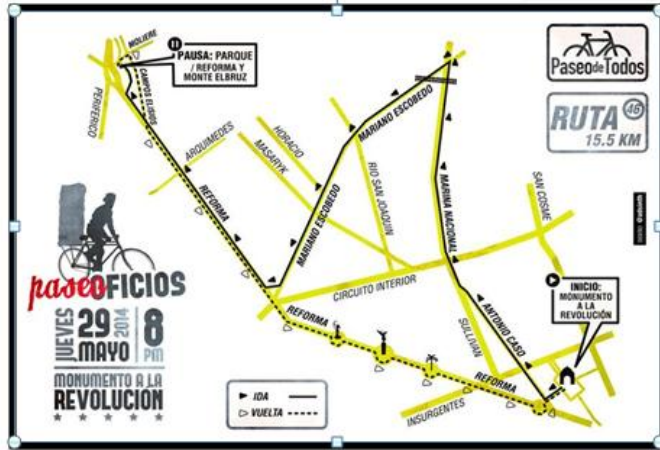 MOLIERE
PAUSA: PARQUE
/ REFORMA Y
MONTE ELBRUZ
CAMPOS ELISEOS
PERIFERICO
ARQUIMEDES
HORACIO
MASARYK
MARIANO ESCOBEDO
MARIANO ESCOBEDO
RIO SAN JOAQUIN
MARINA NACIONAL
SAN COSME
REFORMA
CIRCUITO INTERIOR
REFORMA
SULLIVAN
ANTONIO CASO
REFORMA
INSURGENTES
INICIO:
MONUMENTO
A LA
REVOLUCIÓN
PaseodeTodos
RUTA 46
15.5 KM
paseOFICIOS
JUEVES 29 MAYO 2014 8 PM
MONUMENTO A LA
REVOLUCIÓN
IDA
VUELTA